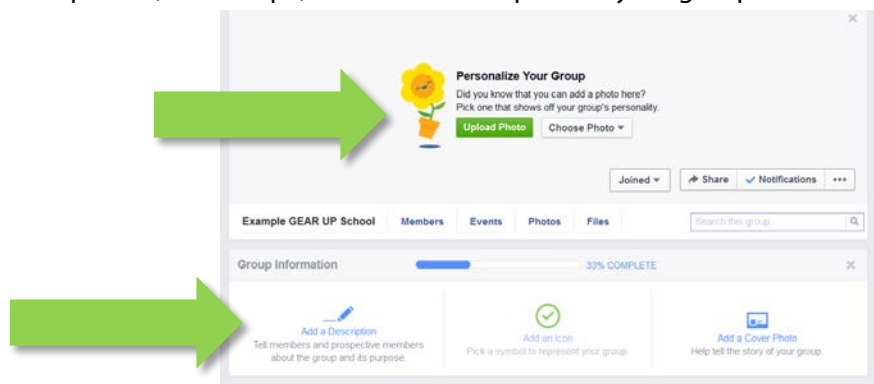 Personalize Your Group
Did you know that you can add a photo here?
Pick one that shows off your group's personality.
Upload Photo Choose Photo
Joined Share Notifications
Example GEAR UP School Members Events Photos Files Search this group
Group Information 33% COMPLETE
Add a Description
Tell members and prospective members
about the group and its purpose.
Add an Icon
Pick a symbol to represent your group.
Add a Cover Photo
Help tell the story of your group.